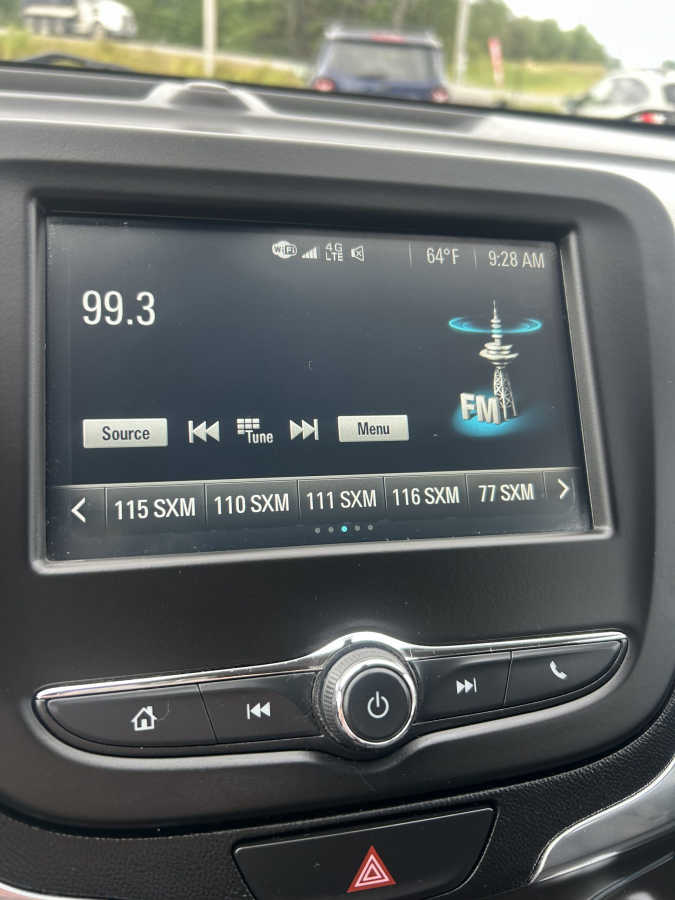 WiFi 4G LTE 64°F 9:28 AM
99.3
FM
Source Tune Menu
115 SXM 110 SXM 111 SXM 116 SXM 77 SXM